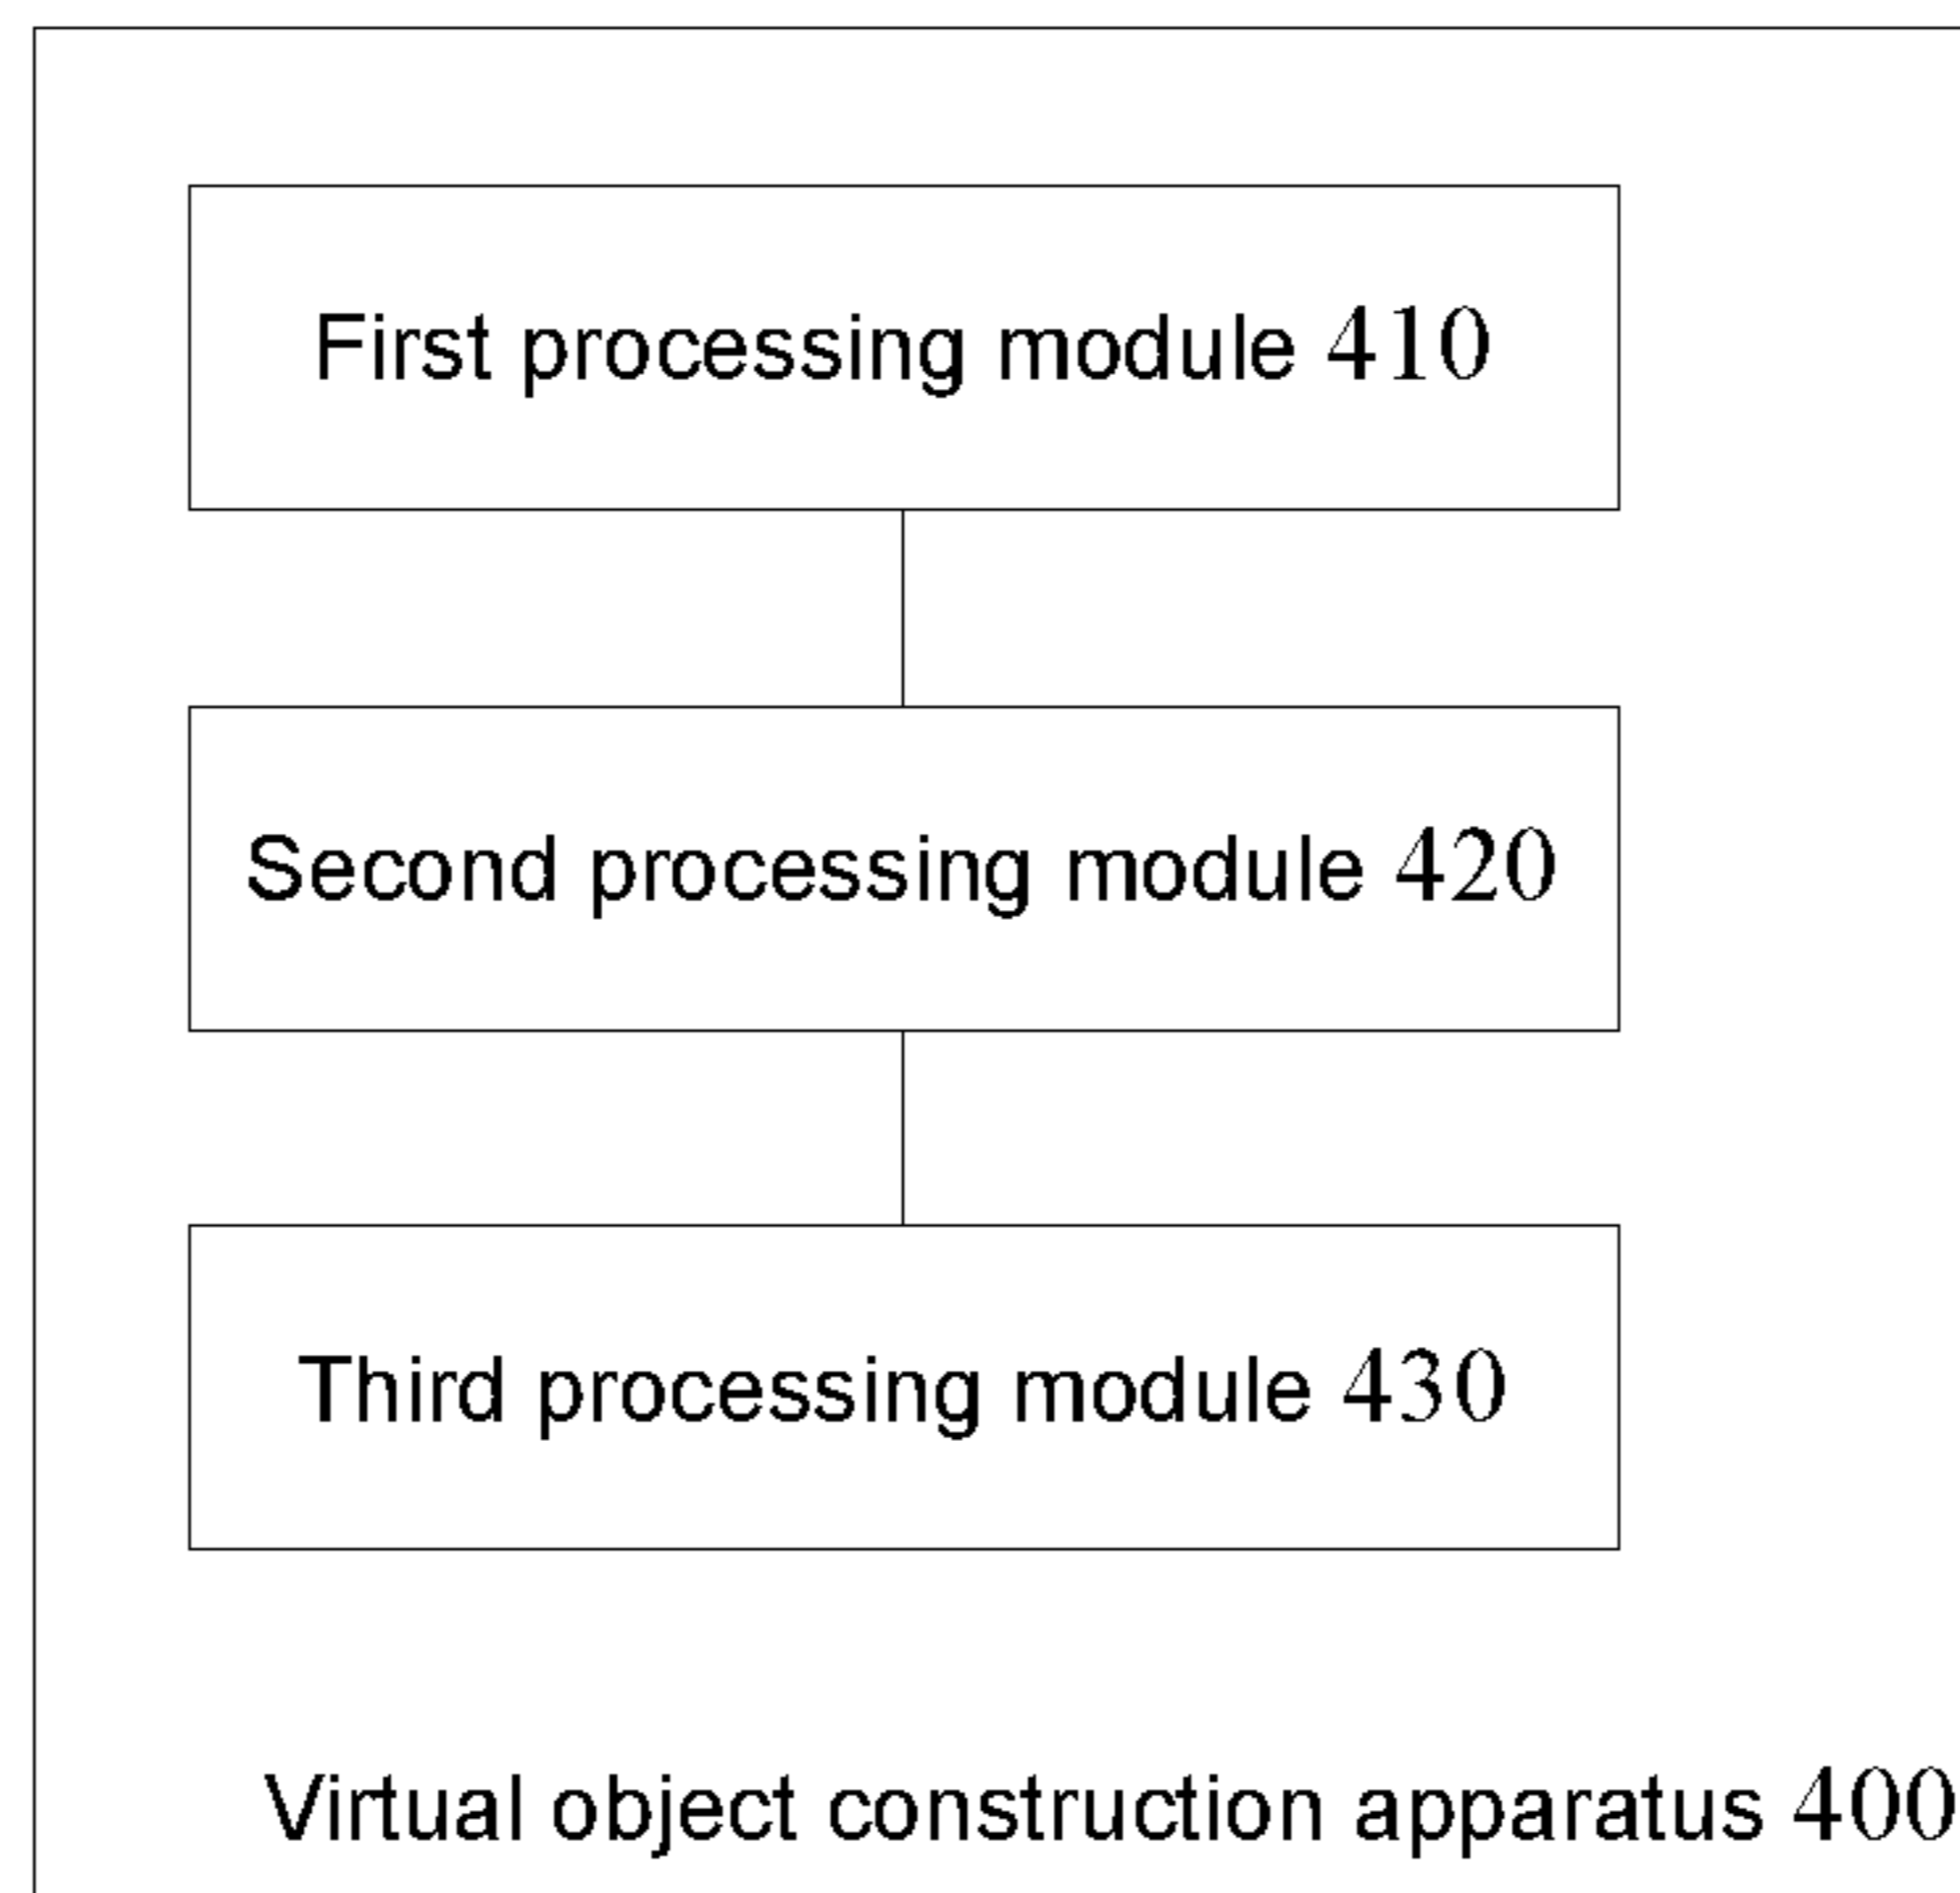 First processing module 410
Second processing module 420
Third processing module 430
Virtual object construction apparatus 400